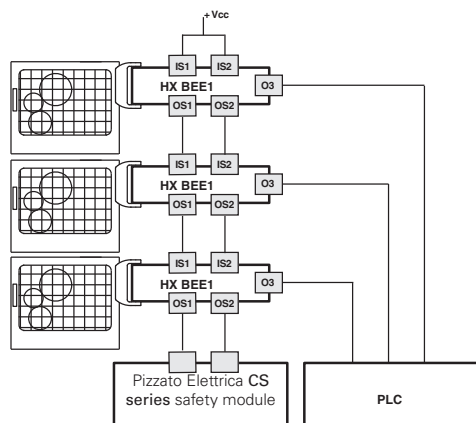 + Vcc
IS1 IS2
HX BEE1 O3
OS1 OS2
IS1 IS2
HX BEE1 O3
OS1 OS2
IS1 IS2
HX BEE1 O3
OS1 OS2
Pizzato Elettrica CS
series safety module
PLC